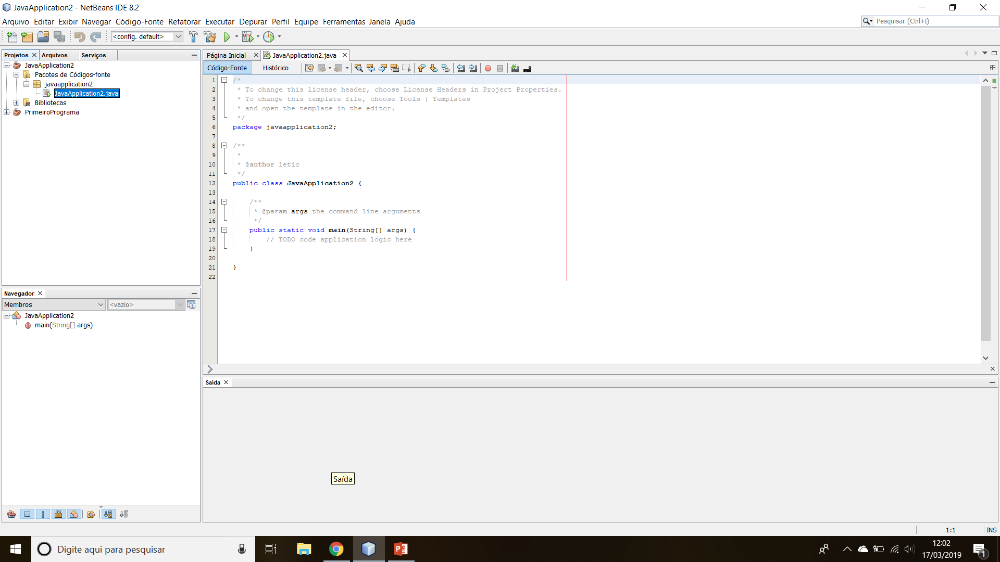 JavaApplication2 - NetBeans IDE 8.2
Arquivo Editar Exibir Navegar Código-Fonte Refatorar Executar Depurar Perfil Equipe Ferramentas Janela Ajuda
Pesquisar (Ctrl+I)
<config. default>
Projetos Arquivos Serviços
JavaApplication2
Pacotes de Códigos-fonte
javaapplication2
JavaApplication2.java
Bibliotecas
PrimeiroPrograma
Página Inicial JavaApplication2.java
Código-Fonte Histórico
1 /*
2 * To change this license header, choose License Headers in Project Properties.
3 * To change this template file, choose Tools | Templates
4 * and open the template in the editor.
5 */
6 package javaapplication2;
7
8 /**
9 *
10 * @author letic
11 */
12 public class JavaApplication2 {
13
14 /**
15 * @param args the command line arguments
16 */
17 public static void main(String[] args) {
18 // TODO code application logic here
19 }
20
21 }
22
Navegador
Membros <vazio>
JavaApplication2
main(String[] args)
Saída
Saída
1:1 INS
Digite aqui para pesquisar
12:02
17/03/2019
1